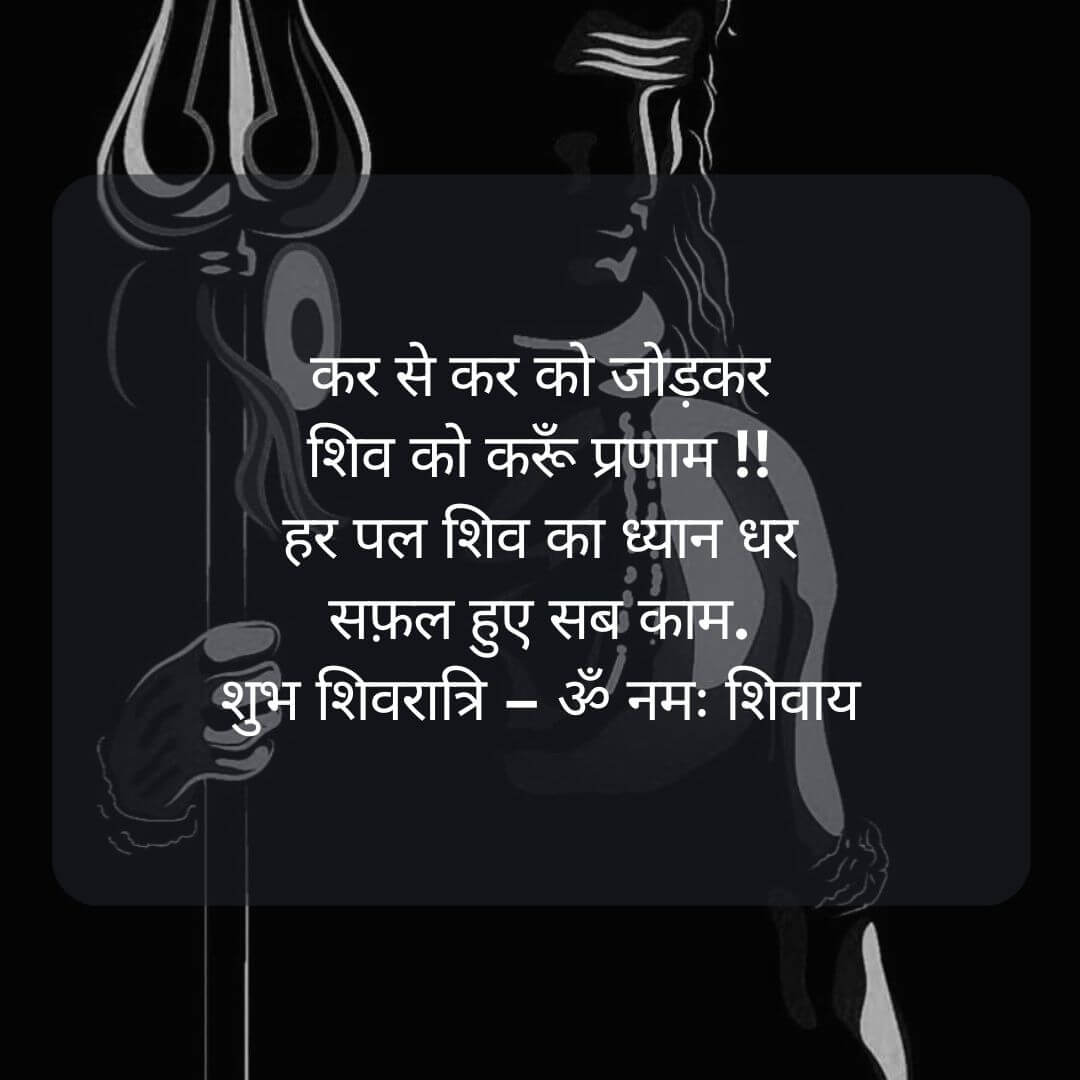 कर से कर को जोड़कर
शिव को करूँ प्रणाम !!
हर पल शिव का ध्यान धर
सफ़ल हुए सब काम.
शुभ शिवरात्रि – ॐ नमः शिवाय